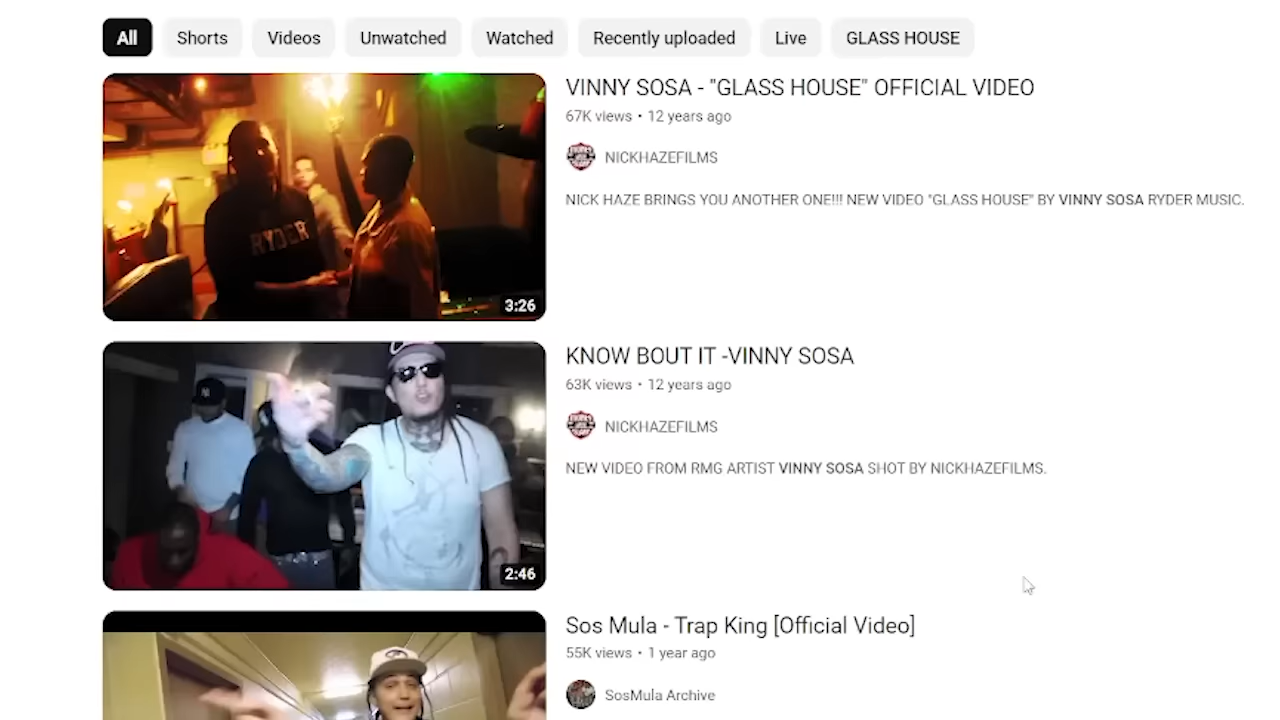 All Shorts Videos Unwatched Watched Recently uploaded Live GLASS HOUSE
VINNY SOSA - "GLASS HOUSE" OFFICIAL VIDEO
67K views • 12 years ago
NICKHAZEFILMS
NICK HAZE BRINGS YOU ANOTHER ONE!!! NEW VIDEO "GLASS HOUSE" BY VINNY SOSA RYDER MUSIC.
RYDER
3:26
KNOW BOUT IT -VINNY SOSA
63K views • 12 years ago
NICKHAZEFILMS
NEW VIDEO FROM RMG ARTIST VINNY SOSA SHOT BY NICKHAZEFILMS.
2:46
Sos Mula - Trap King [Official Video]
55K views • 1 year ago
SosMula Archive